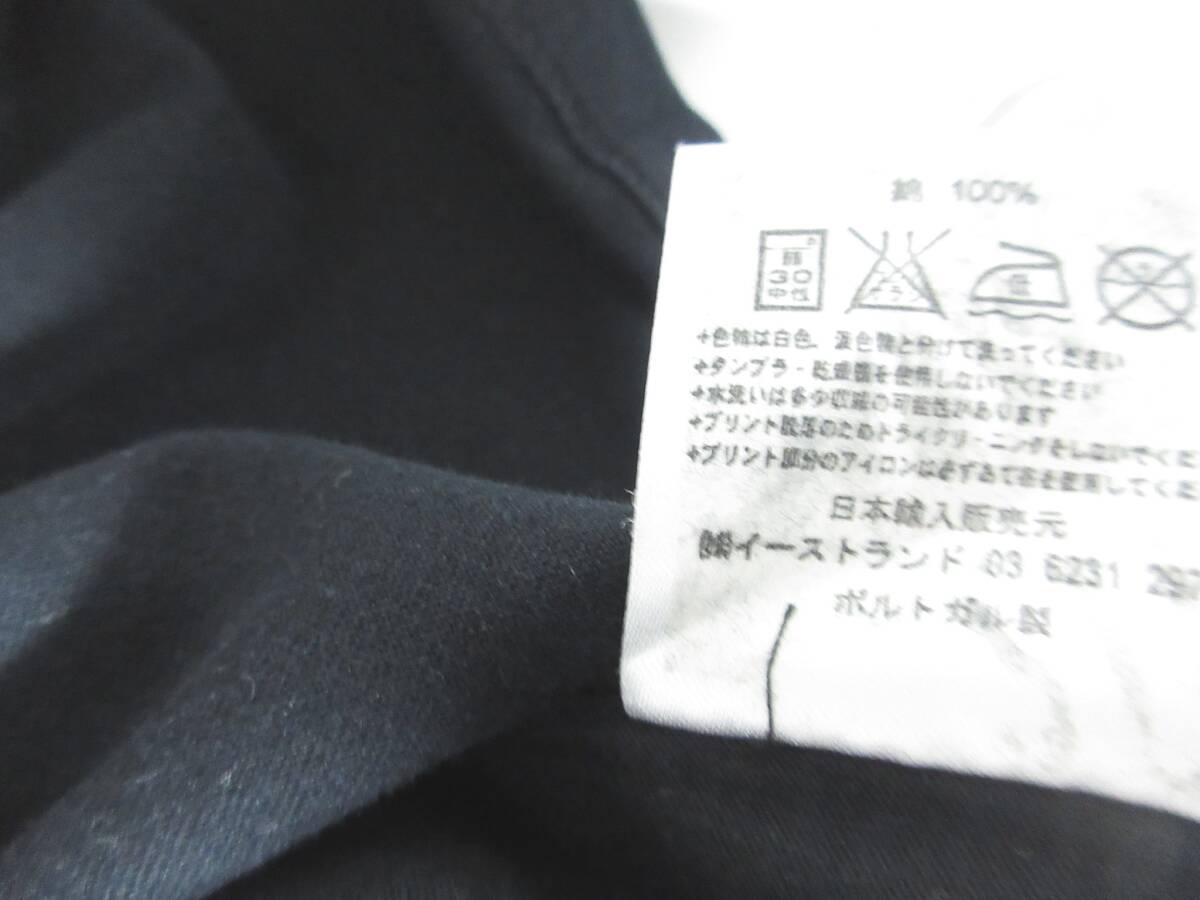 綿 100%
弱 30 中性
+色物は白色、淡色物と分けて洗ってください
+タンブラ-乾燥機を使用しないでください
+水洗いは多少収縮の可能性があります
+プリント脱落のためドライクリーニングをしないでくだ
+プリント部分のアイロンは必ずあて布を使用してくだ
日本輸入販売元
㈱イーストランド 03 6231
ポルトガル製